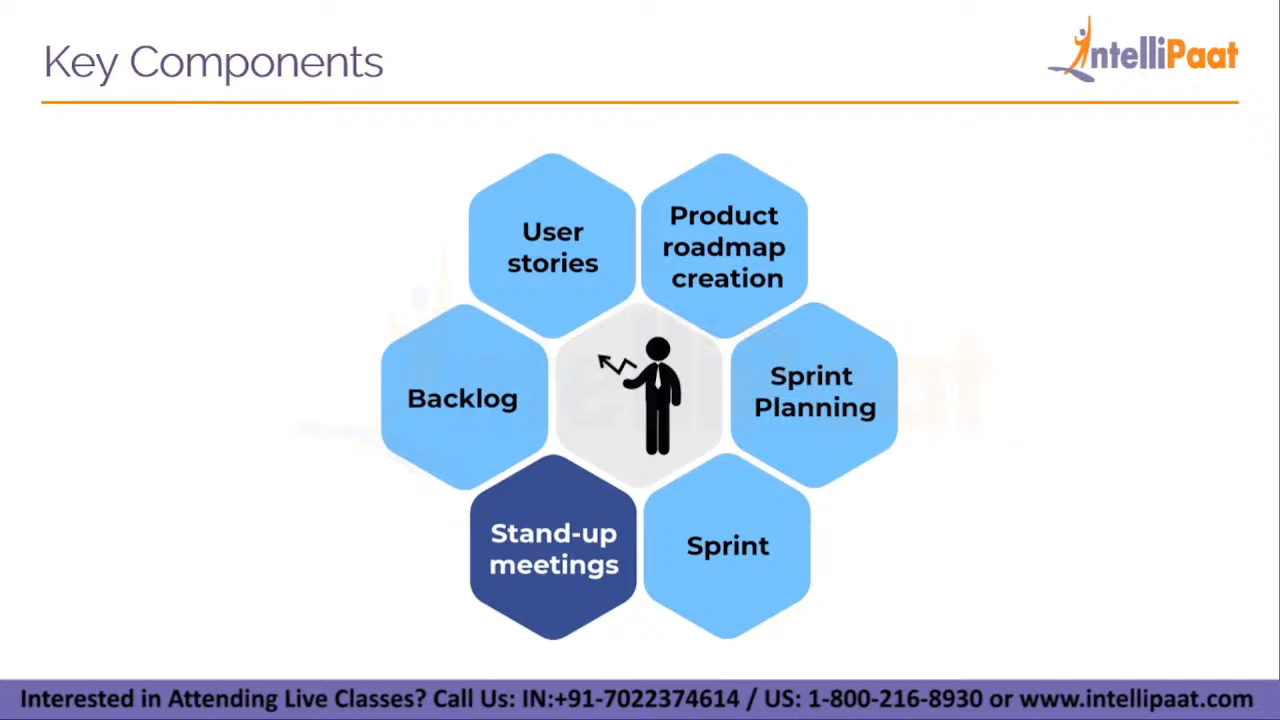 Key Components
IntelliPaat
User
stories
Product
roadmap
creation
Backlog
Sprint
Planning
Stand-up
meetings
Sprint
Interested in Attending Live Classes? Call Us: IN:+91-7022374614 / US: 1-800-216-8930 or www.intellipaat.com